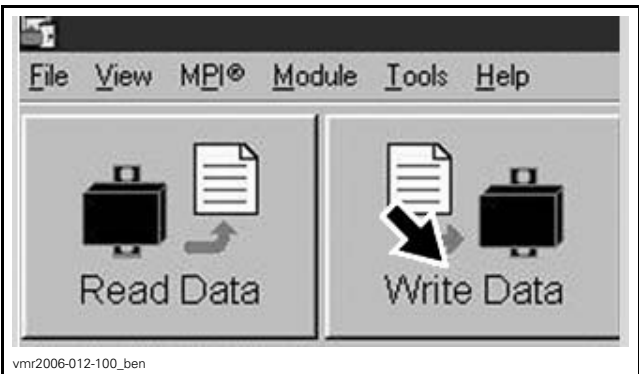 File View MPI® Module Tools Help
Read Data Write Data
vmr2006-012-100_ben